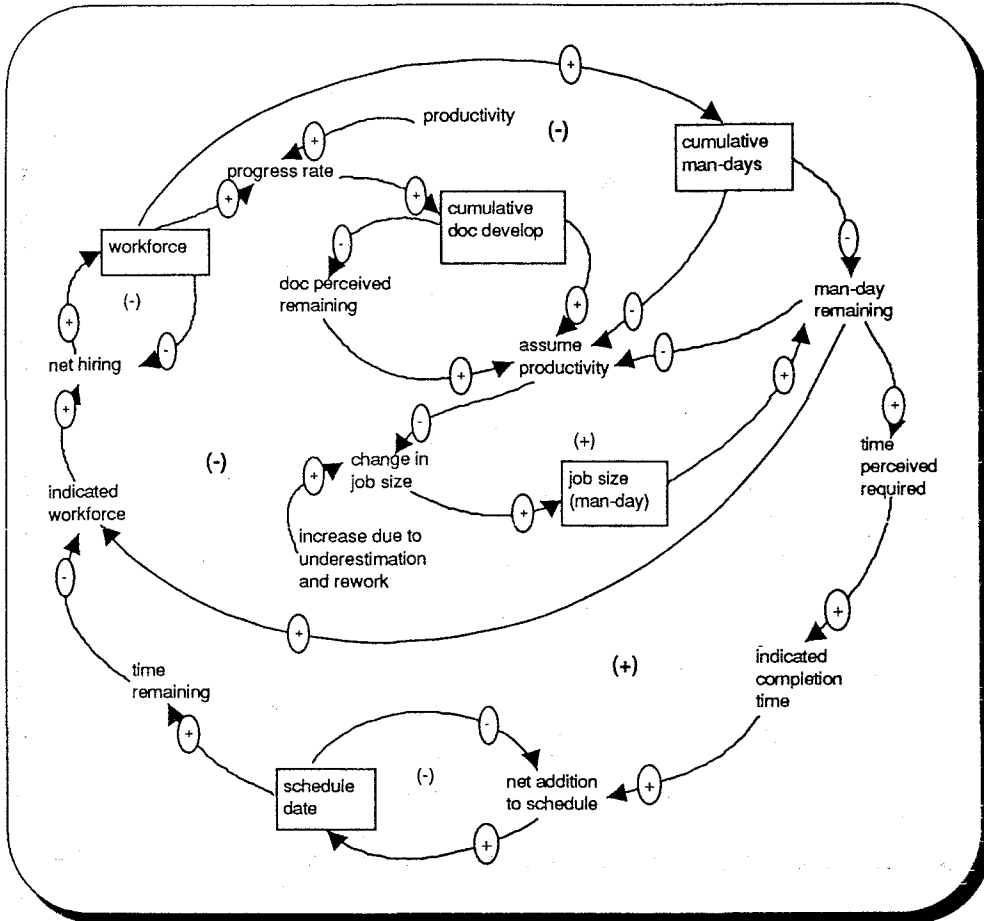 +
productivity
(-)
+
cumulative
man-days
progress rate
+
+
cumulative
doc develop
workforce
-
-
doc perceived
remaining
man-day
remaining
(-)
+
-
+
-
assume
productivity
-
net hiring
+
+
+
+
-
(+)
time
perceived
required
(-)
+
change in
job size
job size
(man-day)
indicated
workforce
+
increase due to
underestimation
and rework
-
+
+
(+)
indicated
completion
time
time
remaining
-
+
(-)
net addition
to schedule
+
schedule
date
+